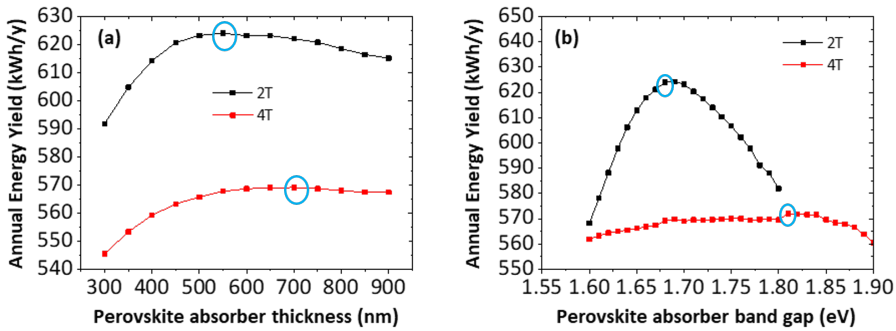 (a)
Annual Energy Yield (kWh/y)
630
620
610
600
590
580
570
560
550
540
2T
4T
300 400 500 600 700 800 900
Perovskite absorber thickness (nm)
(b)
Annual Energy Yield (kWh/y)
650
640
630
620
610
600
590
580
570
560
550
2T
4T
1.55 1.60 1.65 1.70 1.75 1.80 1.85 1.90
Perovskite absorber band gap (eV)